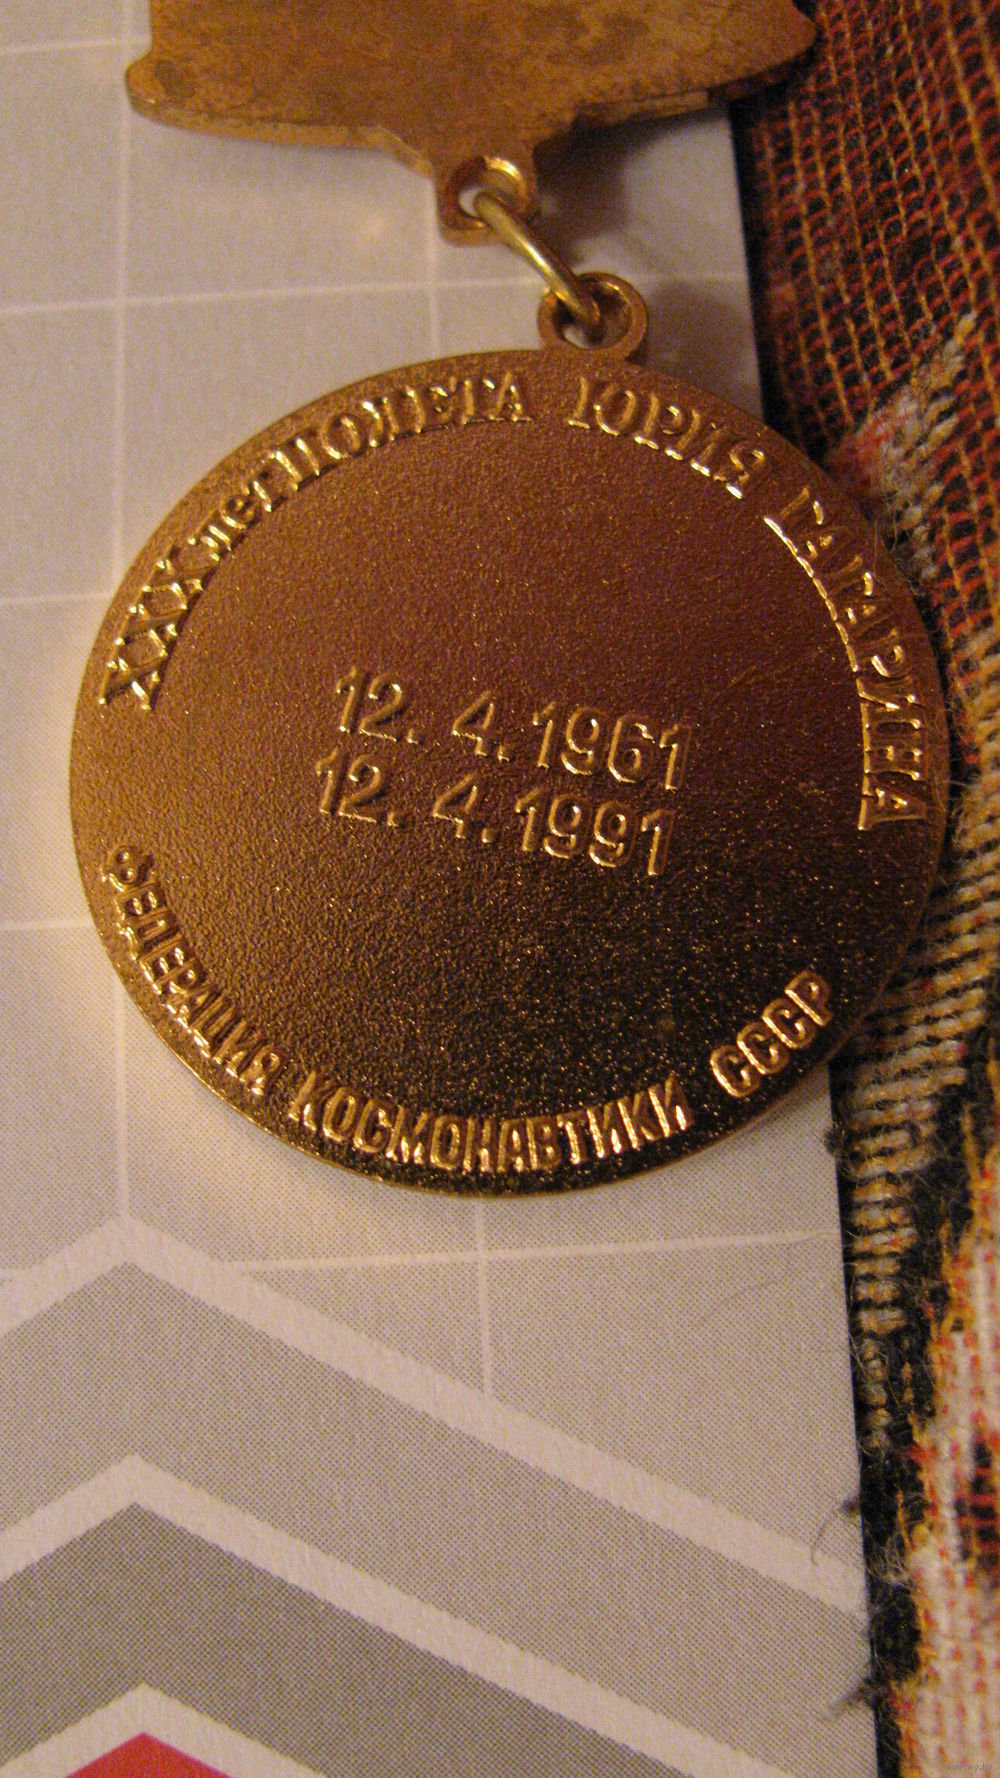 XXX лет ПОЛЕТА ЮРИЯ ГАГАРИНА
12. 4. 1961
12. 4. 1991
ФЕДЕРАЦИЯ КОСМОНАВТИКИ СССР